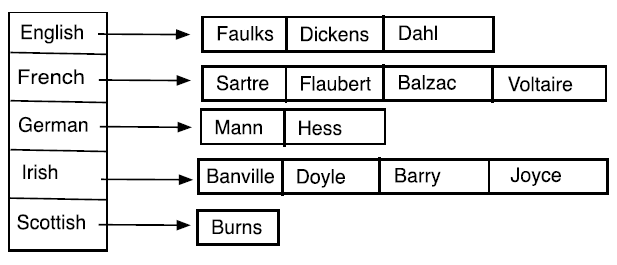 English Faulks Dickens Dahl
French Sartre Flaubert Balzac Voltaire
German Mann Hess
Irish Banville Doyle Barry Joyce
Scottish Burns